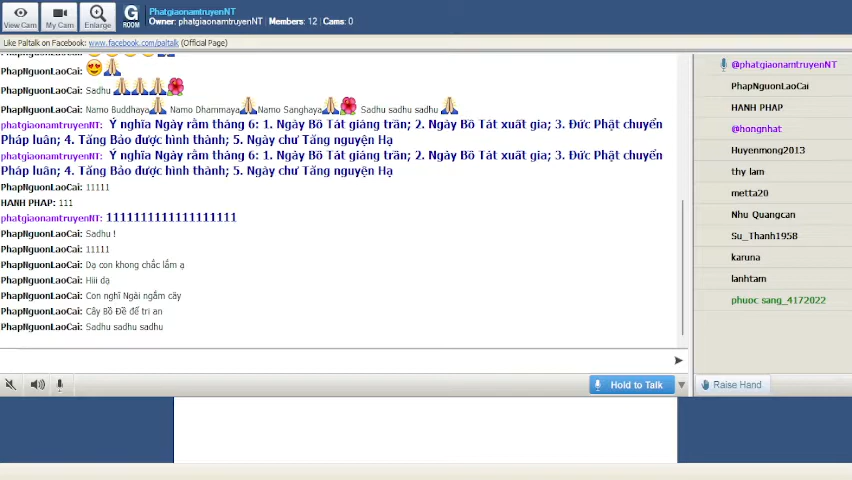 View Cam
My Cam
Enlarge
G
ROOM
PhatgiaonamtruyenNT
Owner: phatgiaonamtruyenNT | Members: 12 | Cams: 0
Like Paltalk on Facebook: www.facebook.com/paltalk (Official Page)
PhapNguonLaoCai:
PhapNguonLaoCai:
PhapNguonLaoCai: Sadhu
PhapNguonLaoCai: Namo Buddhaya Namo Dhammaya Namo Sanghaya Sadhu sadhu sadhu
phatgiaonamtruyenNT: Ý nghĩa Ngày rằm tháng 6: 1. Ngày Bồ Tát giáng trần; 2. Ngày Bồ Tát xuất gia; 3. Đức Phật chuyển
Pháp luân; 4. Tăng Bảo được hình thành; 5. Ngày chư Tăng nguyện Hạ
phatgiaonamtruyenNT: Ý nghĩa Ngày rằm tháng 6: 1. Ngày Bồ Tát giáng trần; 2. Ngày Bồ Tát xuất gia; 3. Đức Phật chuyển
Pháp luân; 4. Tăng Bảo được hình thành; 5. Ngày chư Tăng nguyện Hạ
PhapNguonLaoCai: 11111
HANH PHAP: 111
phatgiaonamtruyenNT: 1111111111111111111
PhapNguonLaoCai: Sadhu !
PhapNguonLaoCai: 11111
PhapNguonLaoCai: Dạ con khong chắc lắm ạ
PhapNguonLaoCai: Hiii dạ
PhapNguonLaoCai: Con nghĩ Ngài ngắm cây
PhapNguonLaoCai: Cây Bồ Đề để tri an
PhapNguonLaoCai: Sadhu sadhu sadhu
@phatgiaonamtruyenNT
PhapNguonLaoCai
HANH PHAP
@hongnhat
Huyenmong2013
thy lam
metta20
Nhu Quangcan
Su_Thanh1958
karuna
lanhtam
phuoc sang_4172022
Hold to Talk
Raise Hand